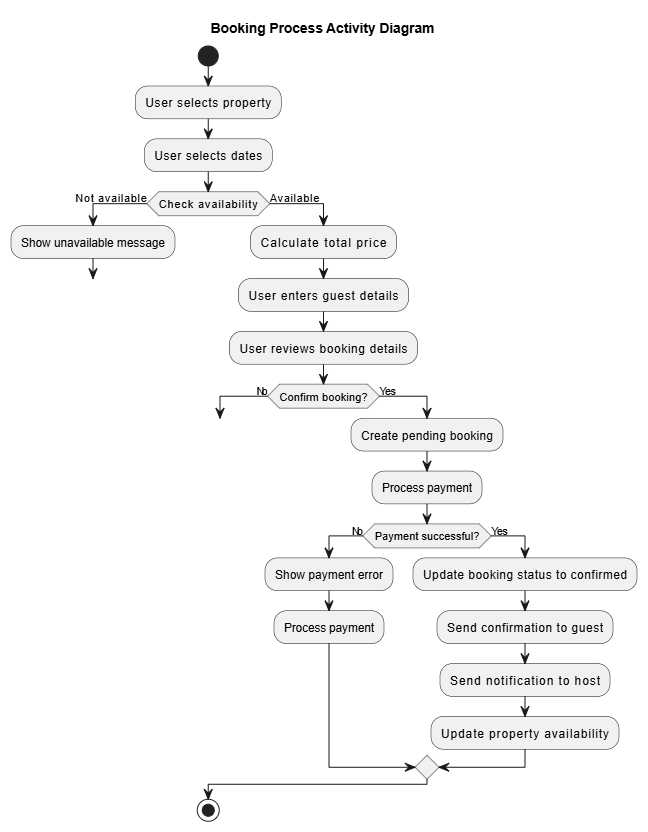 Booking Process Activity Diagram
User selects property
User selects dates
Not available
Check availability
Available
Show unavailable message
Calculate total price
User enters guest details
User reviews booking details
No
Confirm booking?
Yes
Create pending booking
Process payment
No
Payment successful?
Yes
Show payment error
Update booking status to confirmed
Process payment
Send confirmation to guest
Send notification to host
Update property availability